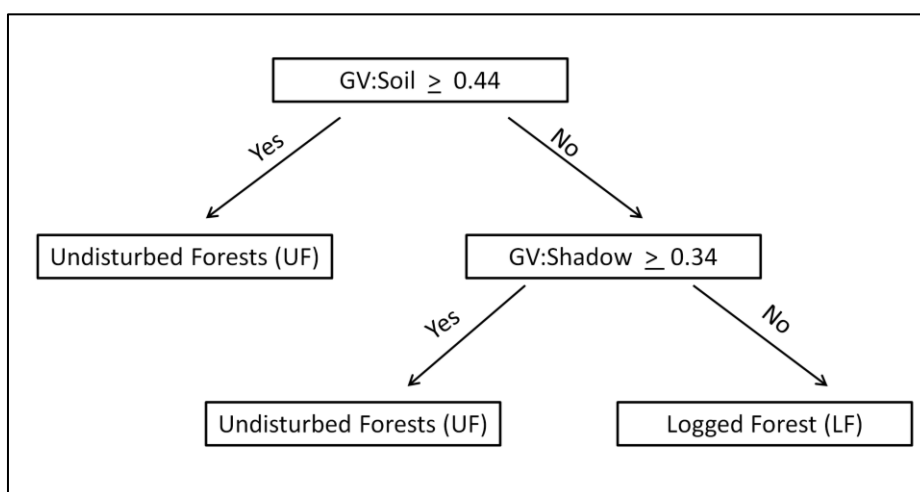 GV:Soil ≥ 0.44
Yes
No
Undisturbed Forests (UF)
GV:Shadow ≥ 0.34
Yes
No
Undisturbed Forests (UF)
Logged Forest (LF)